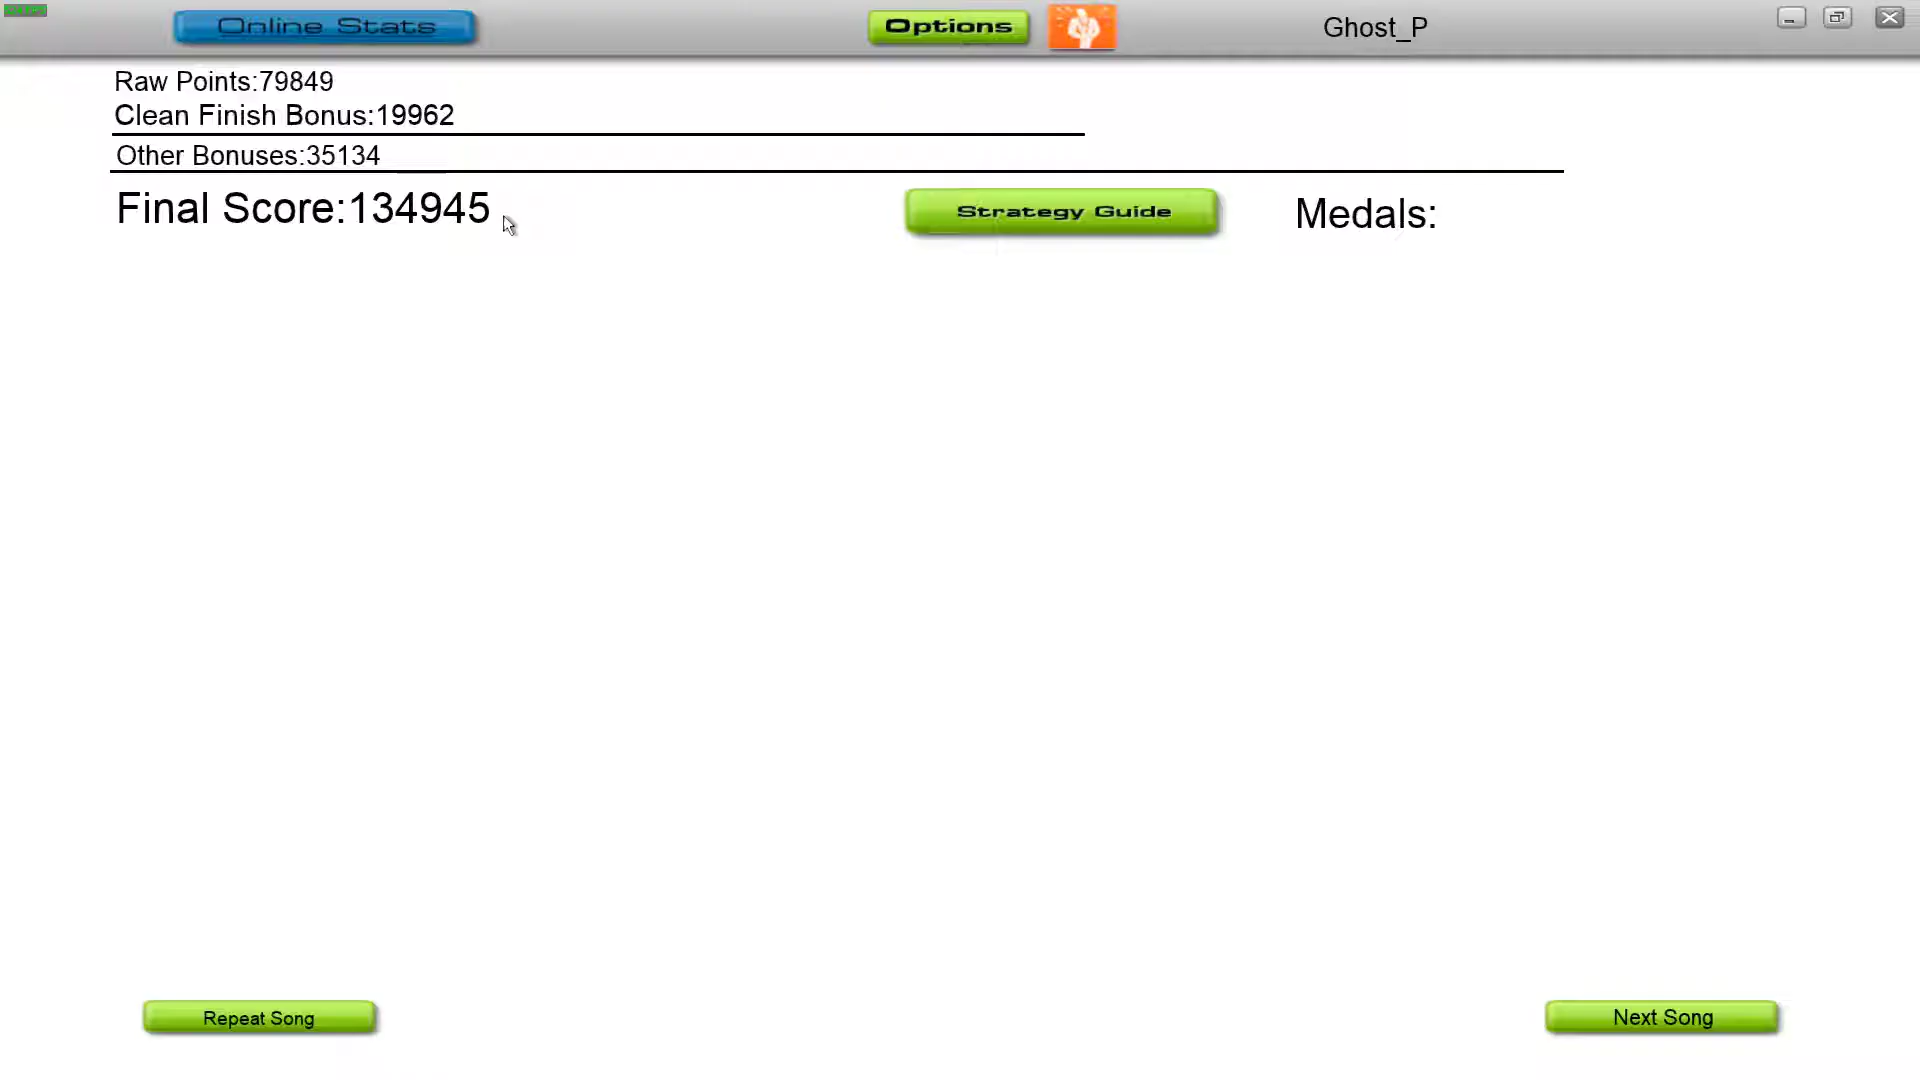 Online Stats
Options
Ghost_P
Raw Points:79849
Clean Finish Bonus:19962
Other Bonuses:35134
Final Score:134945
Strategy Guide
Medals:
Repeat Song
Next Song